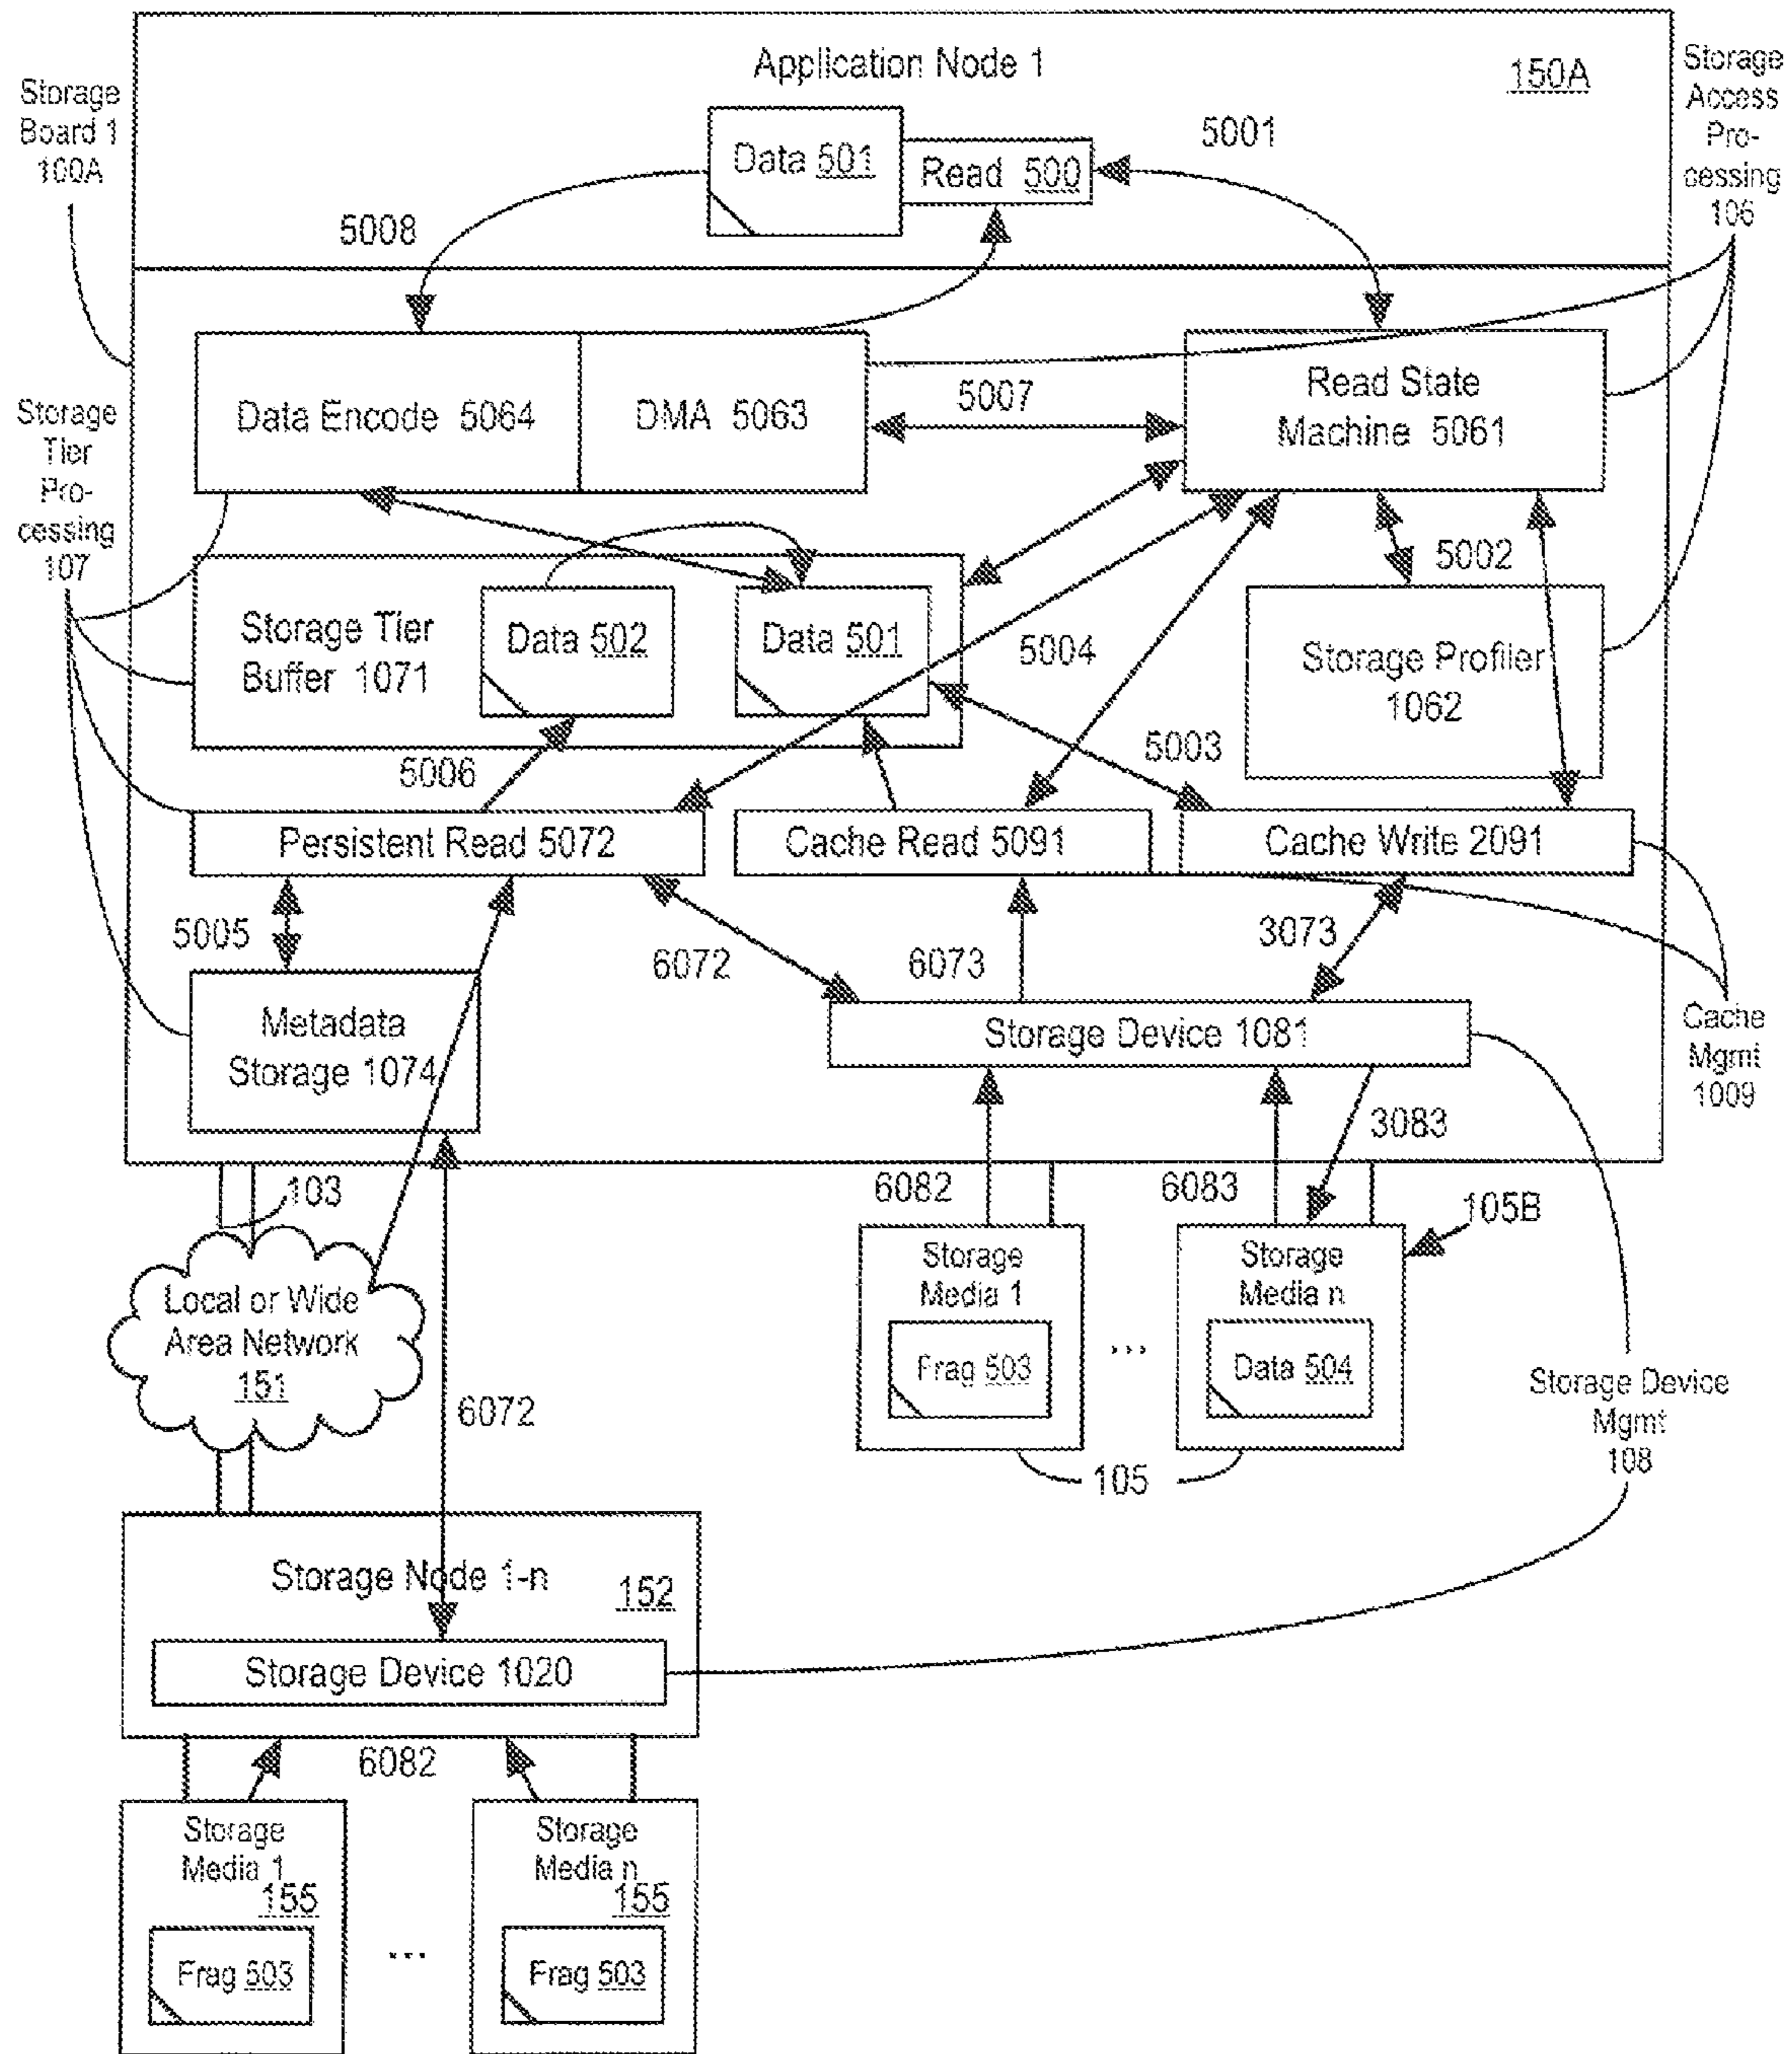 Application Node 1
150A
Storage
Board 1
100A
Storage
Access
Pro-
cessing
106
Data 501
Read 500
5001
5008
Data Encode 5064
DMA 5063
5007
Read State
Machine 5061
Storage
Tier
Pro-
cessing
107
5002
Storage Tier
Buffer 1071
Data 502
Data 501
5004
Storage Profiler
1062
5006
5003
Persistent Read 5072
Cache Read 5091
Cache Write 2091
5005
6072
6073
3073
Metadata
Storage 1074
Storage Device 1081
Cache
Mgmt
1009
3083
103
6082
6083
105B
Local or Wide
Area Network
151
Storage
Media 1
Frag 503
...
Storage
Media n
Data 504
6072
105
Storage Device
Mgmt
108
Storage Node 1-n
152
Storage Device 1020
6082
Storage
Media 1
155
Frag 503
...
Storage
Media n
155
Frag 503